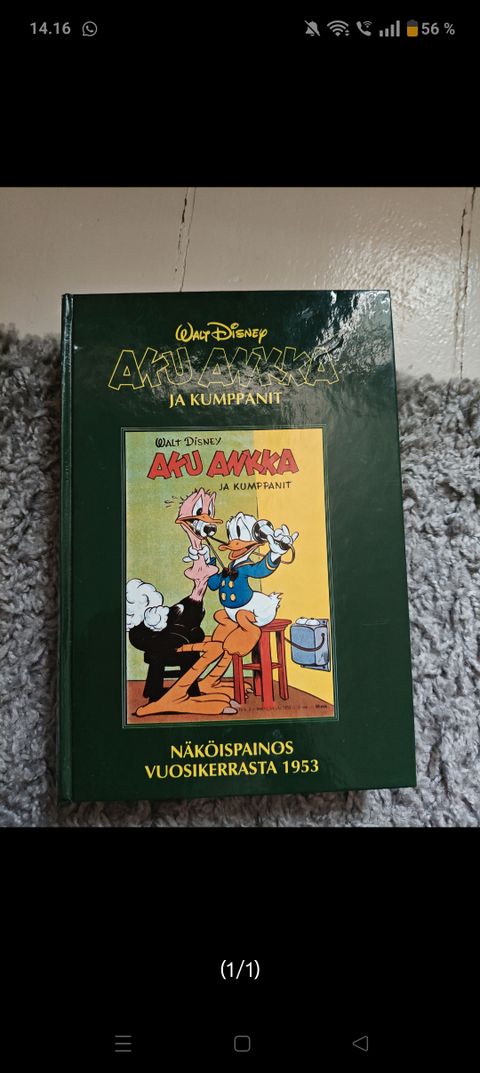 14.16
56 %
WALT DISNEY
AKU ANKKA
JA KUMPPANIT
WALT DISNEY
AKU ANKKA
JA KUMPPANIT
NÄKÖISPAINOS
VUOSIKERRASTA 1953
(1/1)